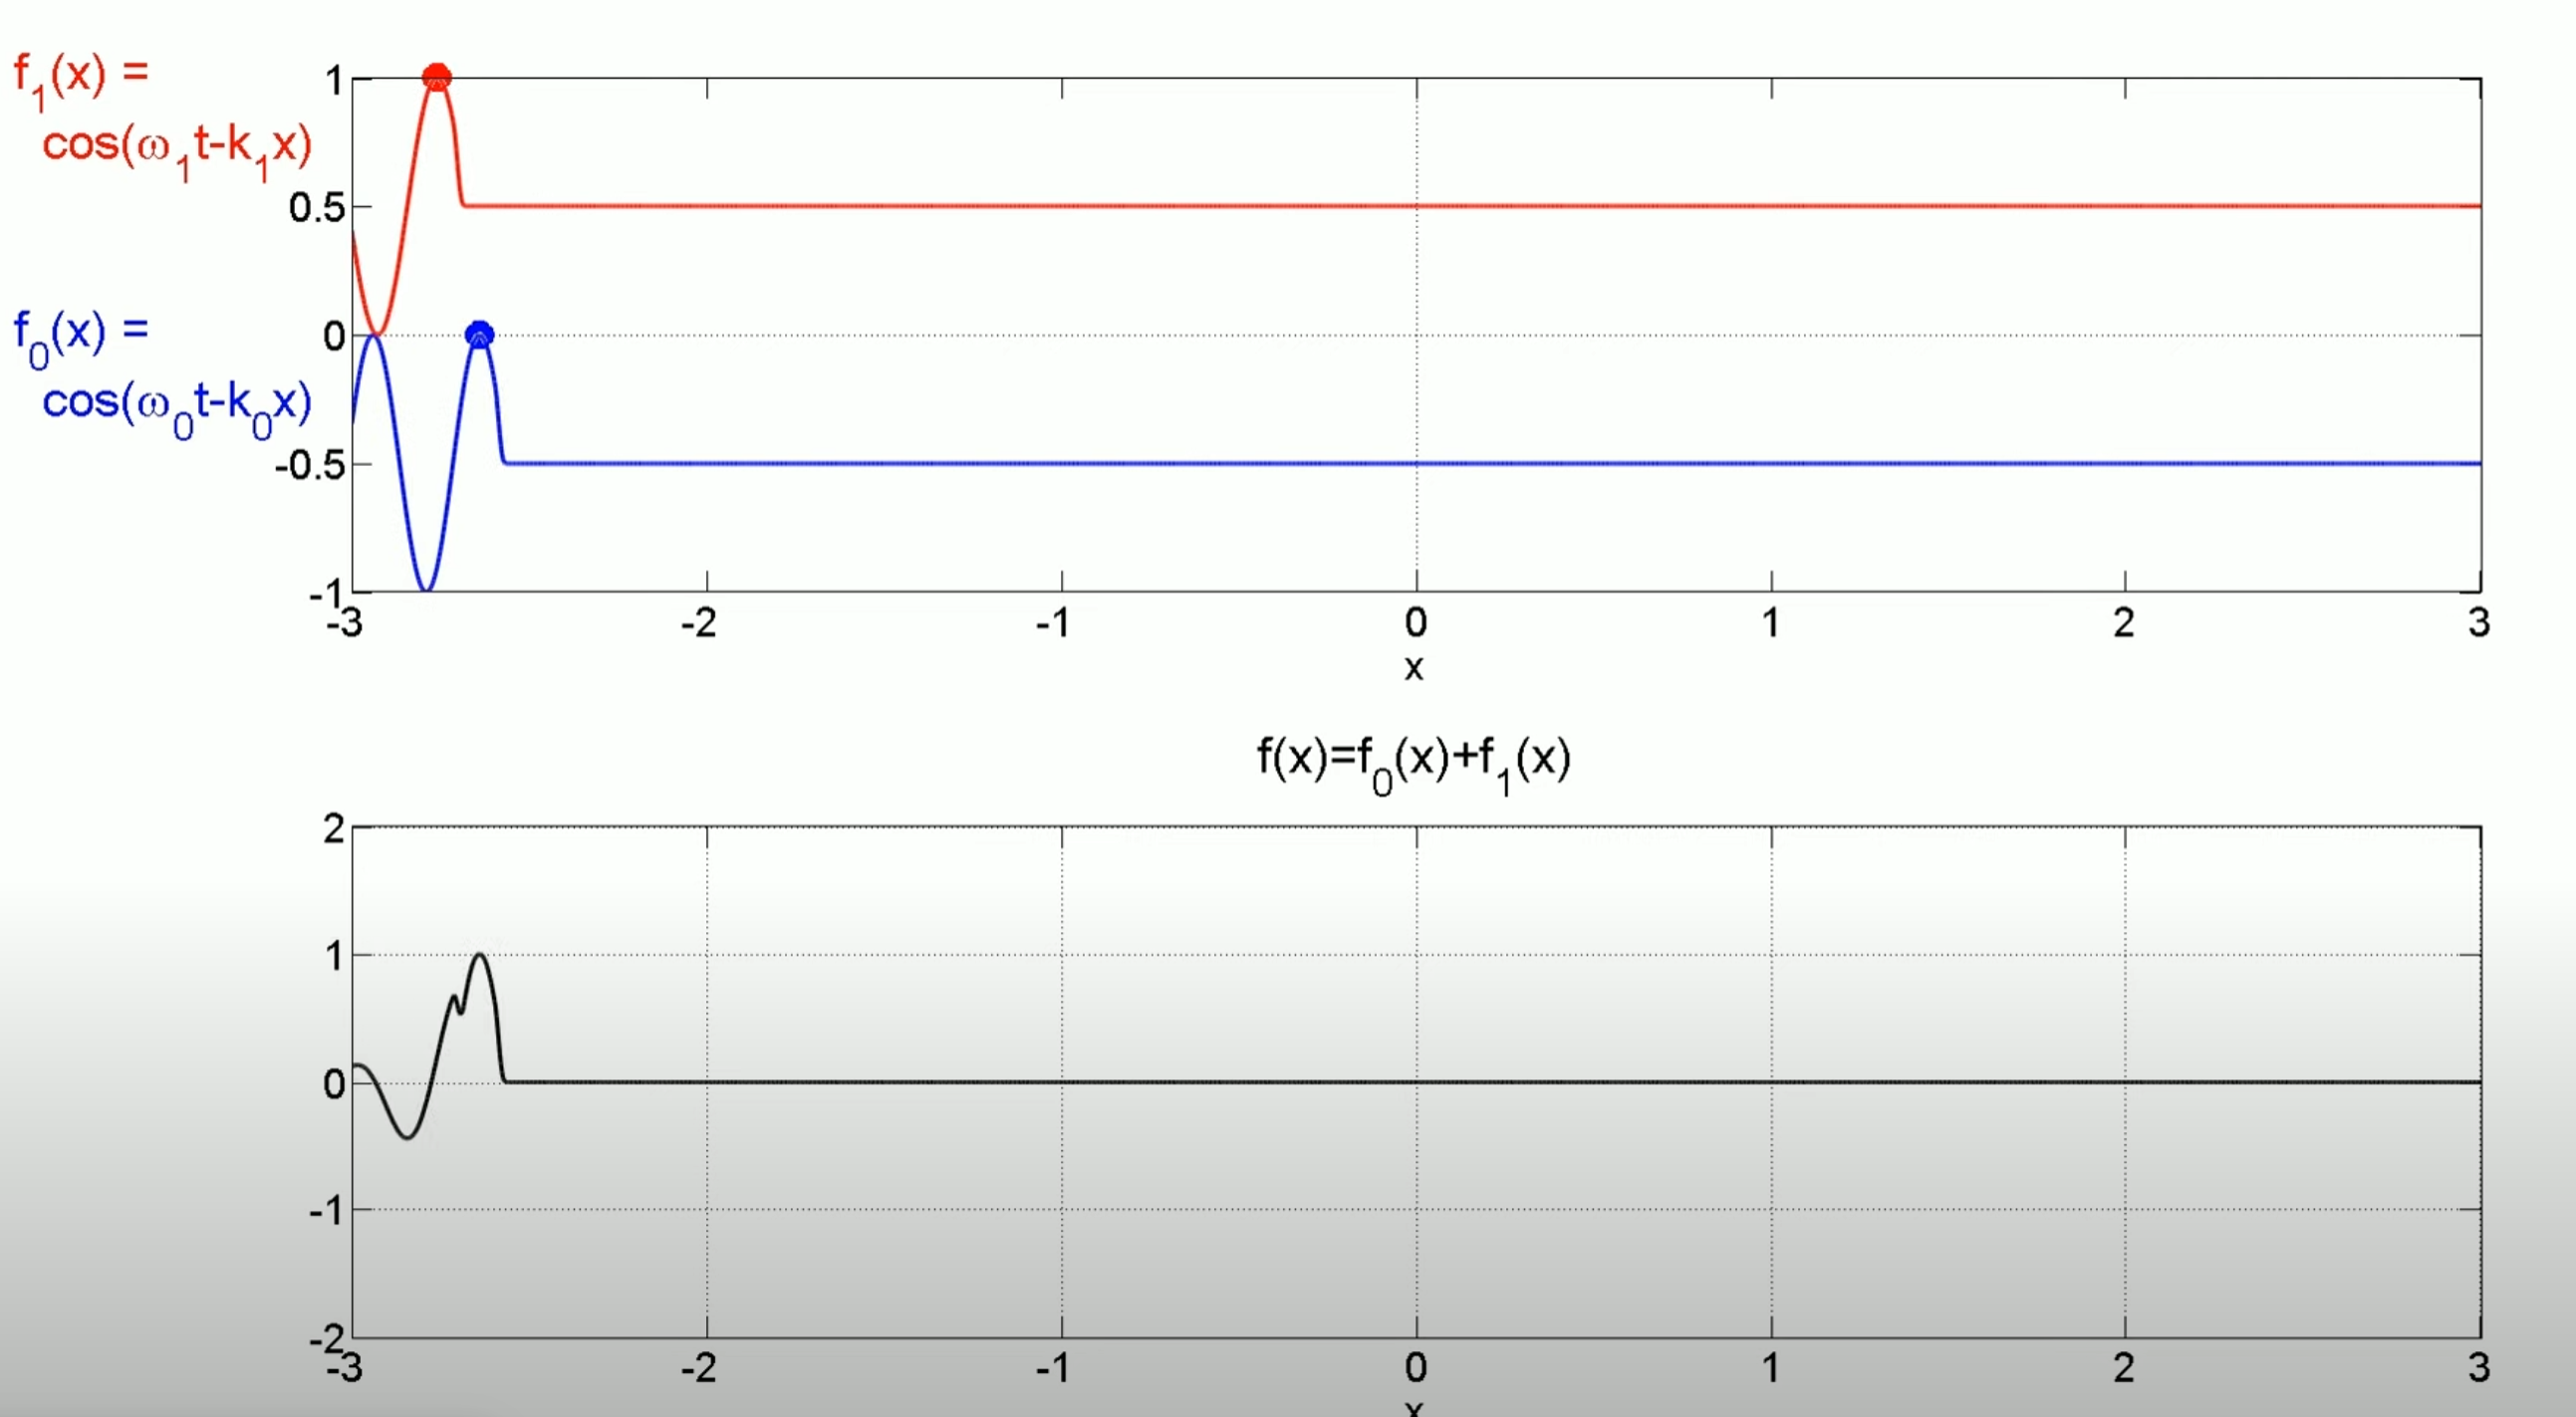 f1(x) =
cos(ω1t-k1x)
f0(x) =
cos(ω0t-k0x)
1
0.5
0
-0.5
-1
-3 -2 -1 0 1 2 3
x
f(x)=f0(x)+f1(x)
2
1
0
-1
-2
-3 -2 -1 0 1 2 3
x